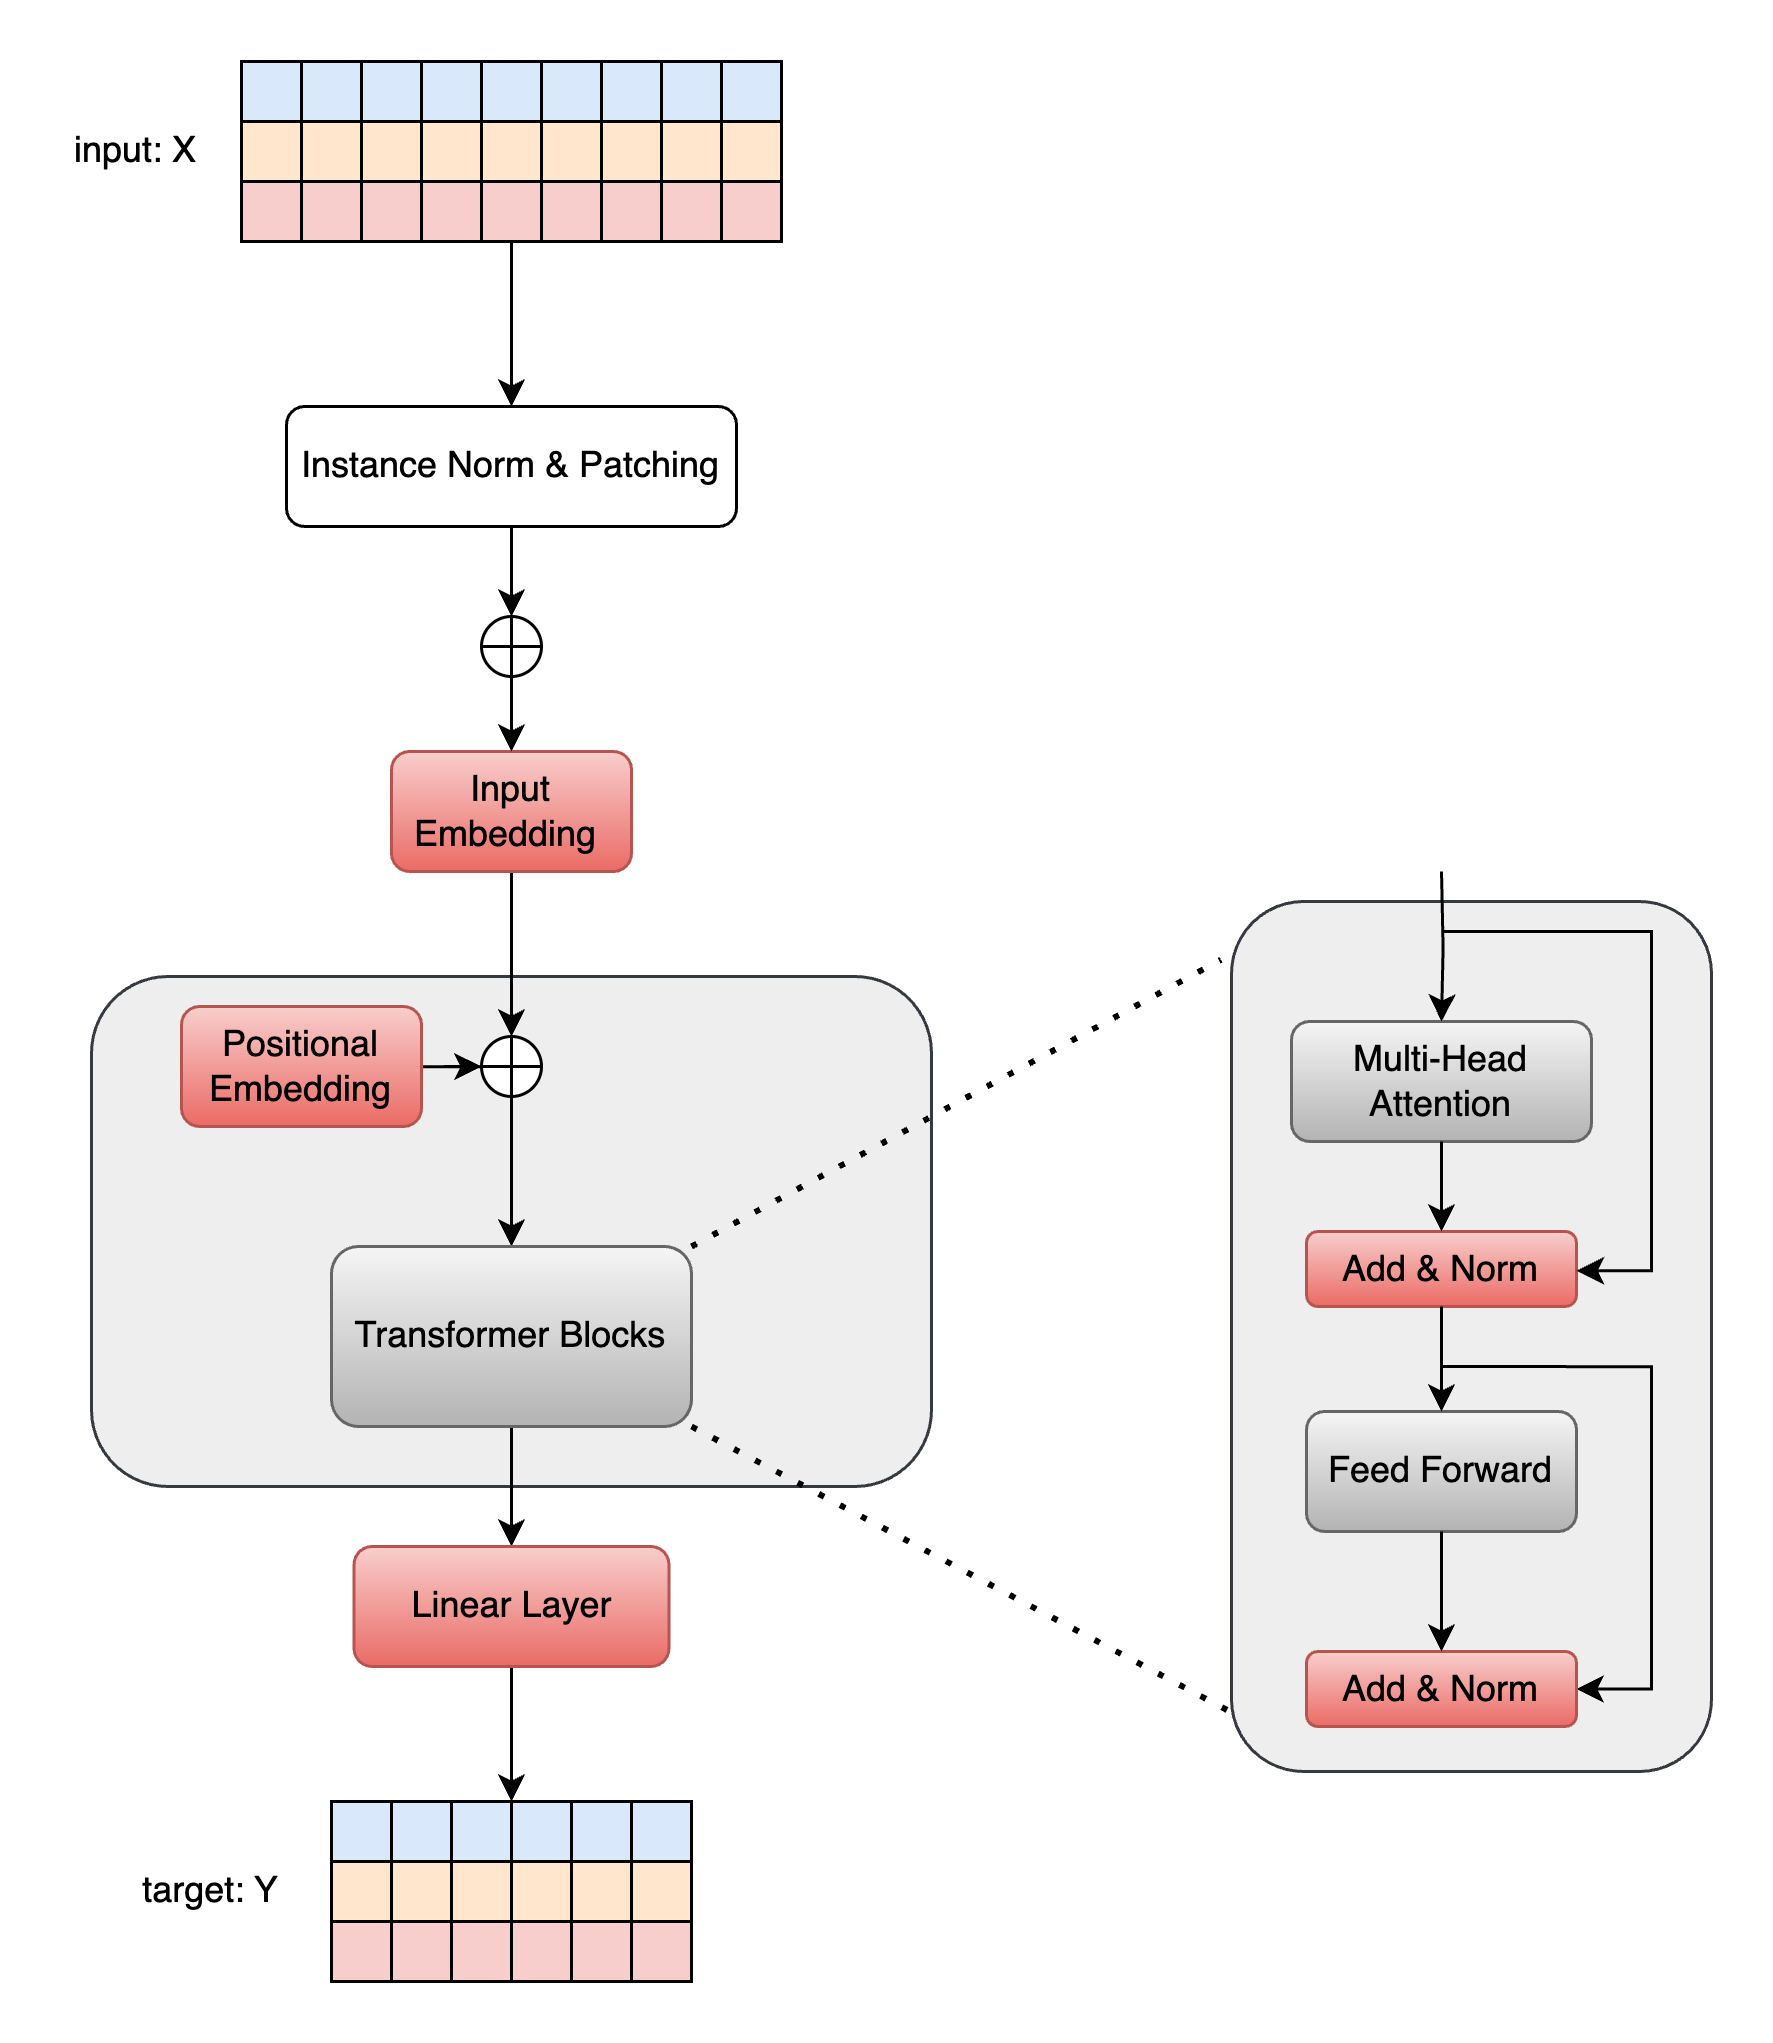 input: X
Instance Norm & Patching
Input
Embedding
Positional
Embedding
Transformer Blocks
Linear Layer
target: Y
Multi-Head
Attention
Add & Norm
Feed Forward
Add & Norm